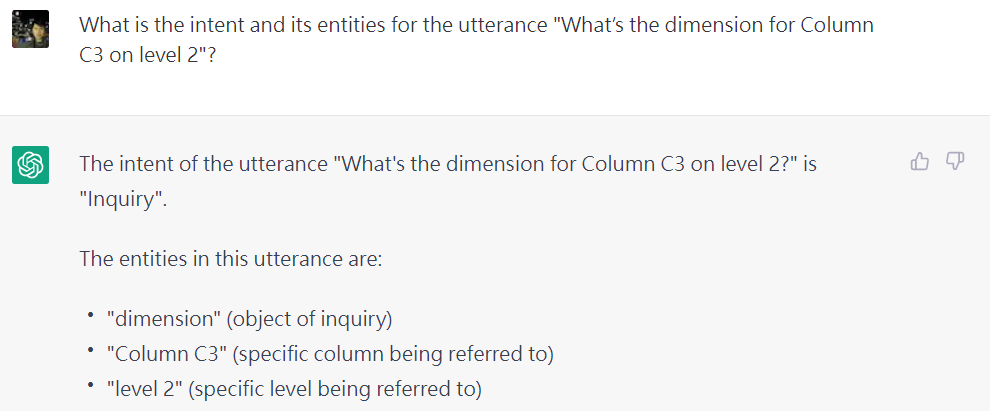 What is the intent and its entities for the utterance "What’s the dimension for Column
C3 on level 2"?
The intent of the utterance "What's the dimension for Column C3 on level 2?" is
"Inquiry".
The entities in this utterance are:
• "dimension" (object of inquiry)
• "Column C3" (specific column being referred to)
• "level 2" (specific level being referred to)